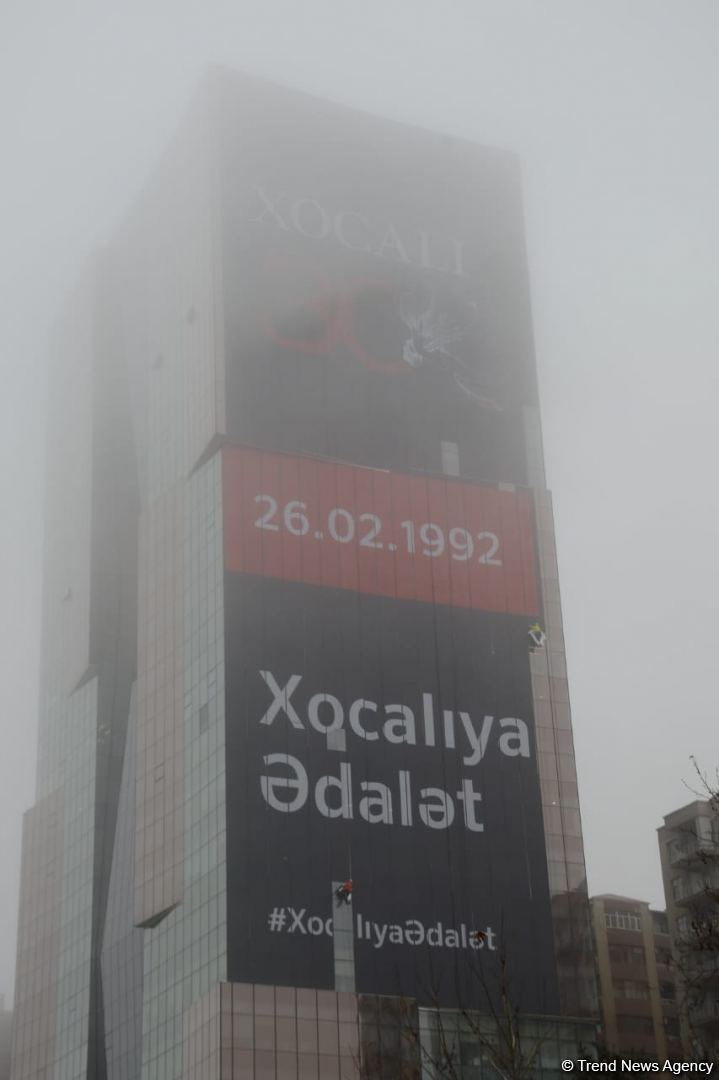 XOCALI
30
26.02.1992
Xocalıya
Ədalət
#XocalıyaƏdalət
© Trend News Agency